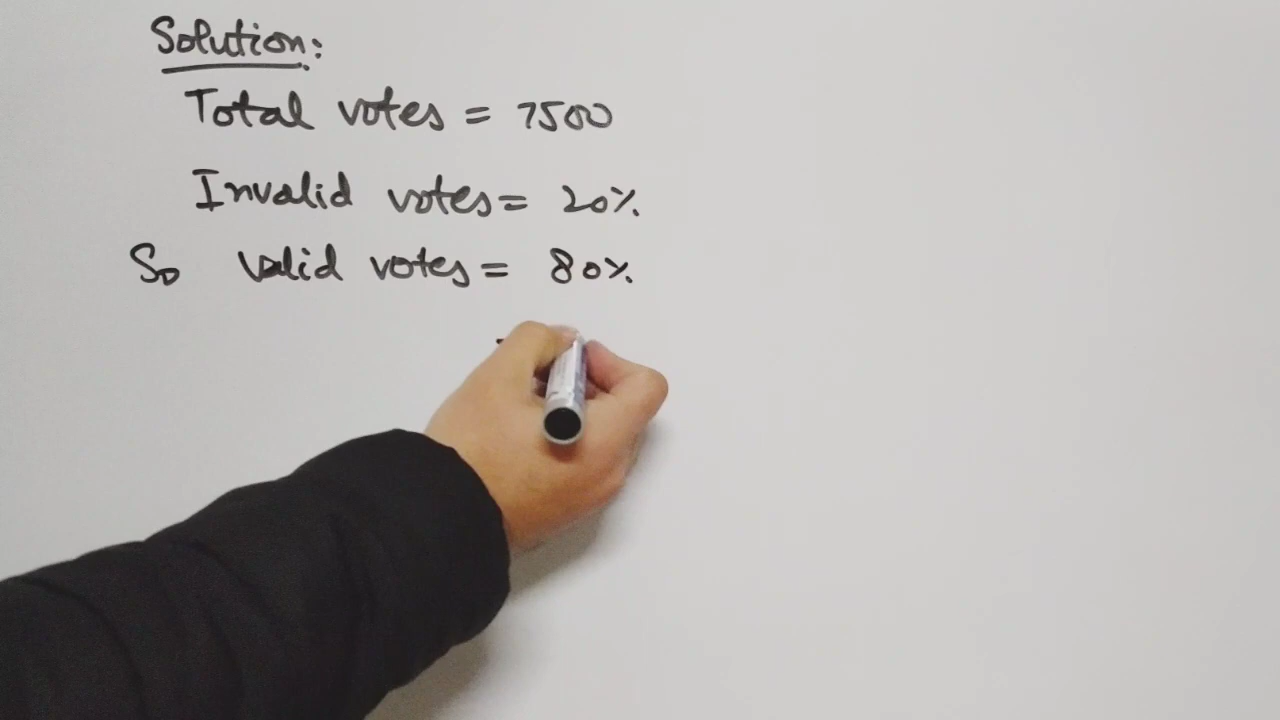 Solution:
Total votes = 7500
Invalid votes = 20%
So valid votes = 80%